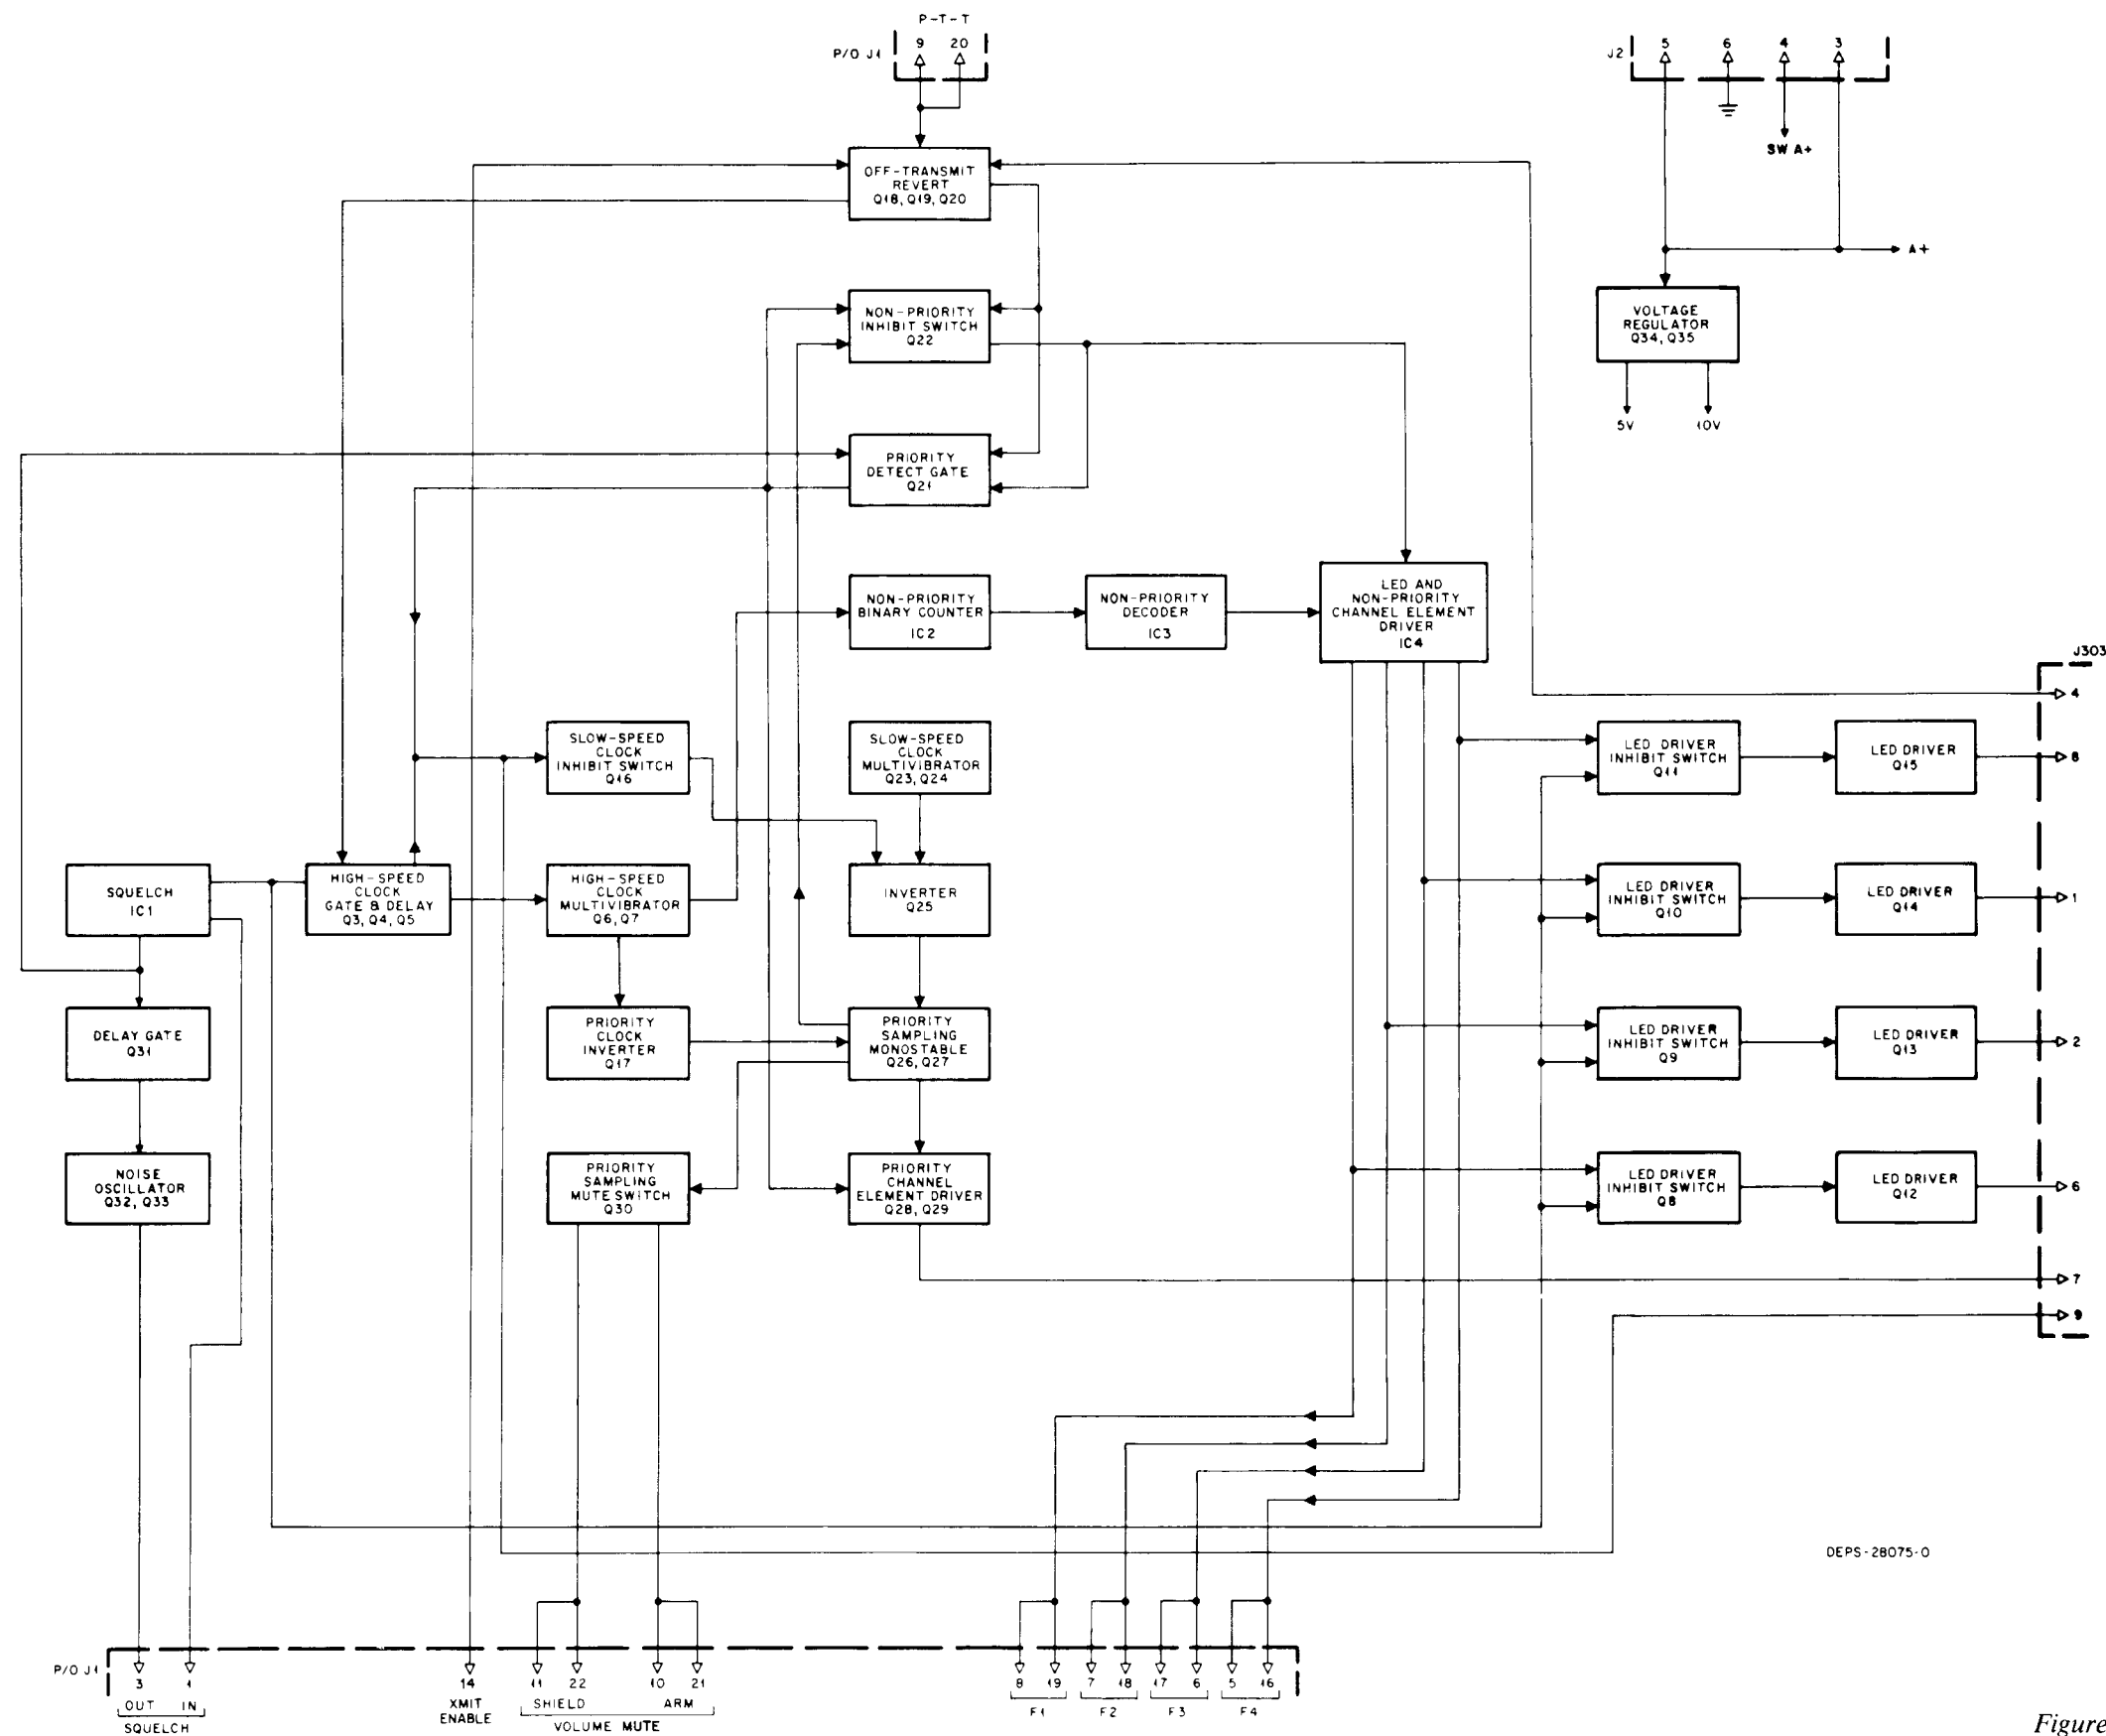 P-T-T
P/O J1
9 20
J2
5 6 4 3
SW A+
A+
OFF-TRANSMIT
REVERT
Q18, Q19, Q20
NON-PRIORITY
INHIBIT SWITCH
Q22
VOLTAGE
REGULATOR
Q34, Q35
5V 10V
PRIORITY
DETECT GATE
Q21
NON-PRIORITY
BINARY COUNTER
IC2
NON-PRIORITY
DECODER
IC3
LED AND
NON-PRIORITY
CHANNEL ELEMENT
DRIVER
IC4
J303
4
SLOW-SPEED
CLOCK
INHIBIT SWITCH
Q16
SLOW-SPEED
CLOCK
MULTIVIBRATOR
Q23, Q24
LED DRIVER
INHIBIT SWITCH
Q11
LED DRIVER
Q15
8
SQUELCH
IC1
HIGH-SPEED
CLOCK
GATE & DELAY
Q3, Q4, Q5
HIGH-SPEED
CLOCK
MULTIVIBRATOR
Q6, Q7
INVERTER
Q25
LED DRIVER
INHIBIT SWITCH
Q10
LED DRIVER
Q14
1
DELAY GATE
Q31
PRIORITY
CLOCK
INVERTER
Q17
PRIORITY
SAMPLING
MONOSTABLE
Q26, Q27
LED DRIVER
INHIBIT SWITCH
Q9
LED DRIVER
Q13
2
NOISE
OSCILLATOR
Q32, Q33
PRIORITY
SAMPLING
MUTE SWITCH
Q30
PRIORITY
CHANNEL
ELEMENT DRIVER
Q28, Q29
LED DRIVER
INHIBIT SWITCH
Q8
LED DRIVER
Q12
6
7
9
DEPS-28075-O
P/O J1
3 1 14 11 22 10 21 8 19 7 18 17 6 5 16
OUT IN
SQUELCH
XMIT
ENABLE
SHIELD ARM
VOLUME MUTE
F1 F2 F3 F4
Figure